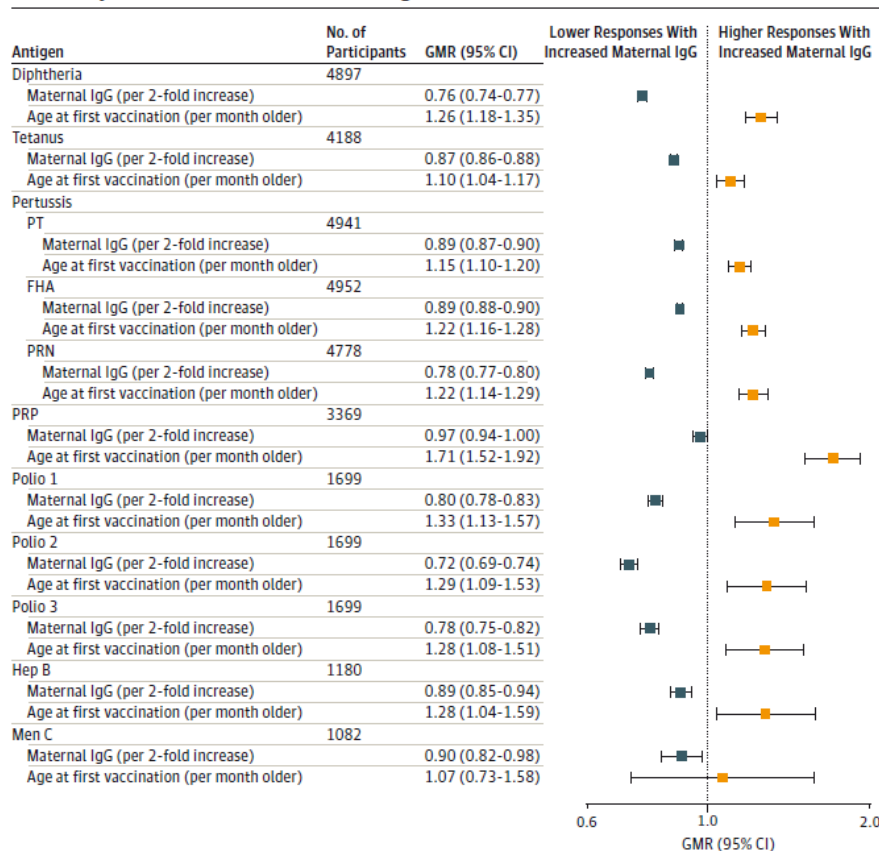 No. of Participants
Lower Responses With Increased Maternal IgG
Higher Responses With Increased Maternal IgG
Antigen
GMR (95% CI)
Diphtheria 4897
Maternal IgG (per 2-fold increase) 0.76 (0.74-0.77)
Age at first vaccination (per month older) 1.26 (1.18-1.35)
Tetanus 4188
Maternal IgG (per 2-fold increase) 0.87 (0.86-0.88)
Age at first vaccination (per month older) 1.10 (1.04-1.17)
Pertussis
PT 4941
Maternal IgG (per 2-fold increase) 0.89 (0.87-0.90)
Age at first vaccination (per month older) 1.15 (1.10-1.20)
FHA 4952
Maternal IgG (per 2-fold increase) 0.89 (0.88-0.90)
Age at first vaccination (per month older) 1.22 (1.16-1.28)
PRN 4778
Maternal IgG (per 2-fold increase) 0.78 (0.77-0.80)
Age at first vaccination (per month older) 1.22 (1.14-1.29)
PRP 3369
Maternal IgG (per 2-fold increase) 0.97 (0.94-1.00)
Age at first vaccination (per month older) 1.71 (1.52-1.92)
Polio 1 1699
Maternal IgG (per 2-fold increase) 0.80 (0.78-0.83)
Age at first vaccination (per month older) 1.33 (1.13-1.57)
Polio 2 1699
Maternal IgG (per 2-fold increase) 0.72 (0.69-0.74)
Age at first vaccination (per month older) 1.29 (1.09-1.53)
Polio 3 1699
Maternal IgG (per 2-fold increase) 0.78 (0.75-0.82)
Age at first vaccination (per month older) 1.28 (1.08-1.51)
Hep B 1180
Maternal IgG (per 2-fold increase) 0.89 (0.85-0.94)
Age at first vaccination (per month older) 1.28 (1.04-1.59)
Men C 1082
Maternal IgG (per 2-fold increase) 0.90 (0.82-0.98)
Age at first vaccination (per month older) 1.07 (0.73-1.58)
0.6 1.0 2.0
GMR (95% CI)